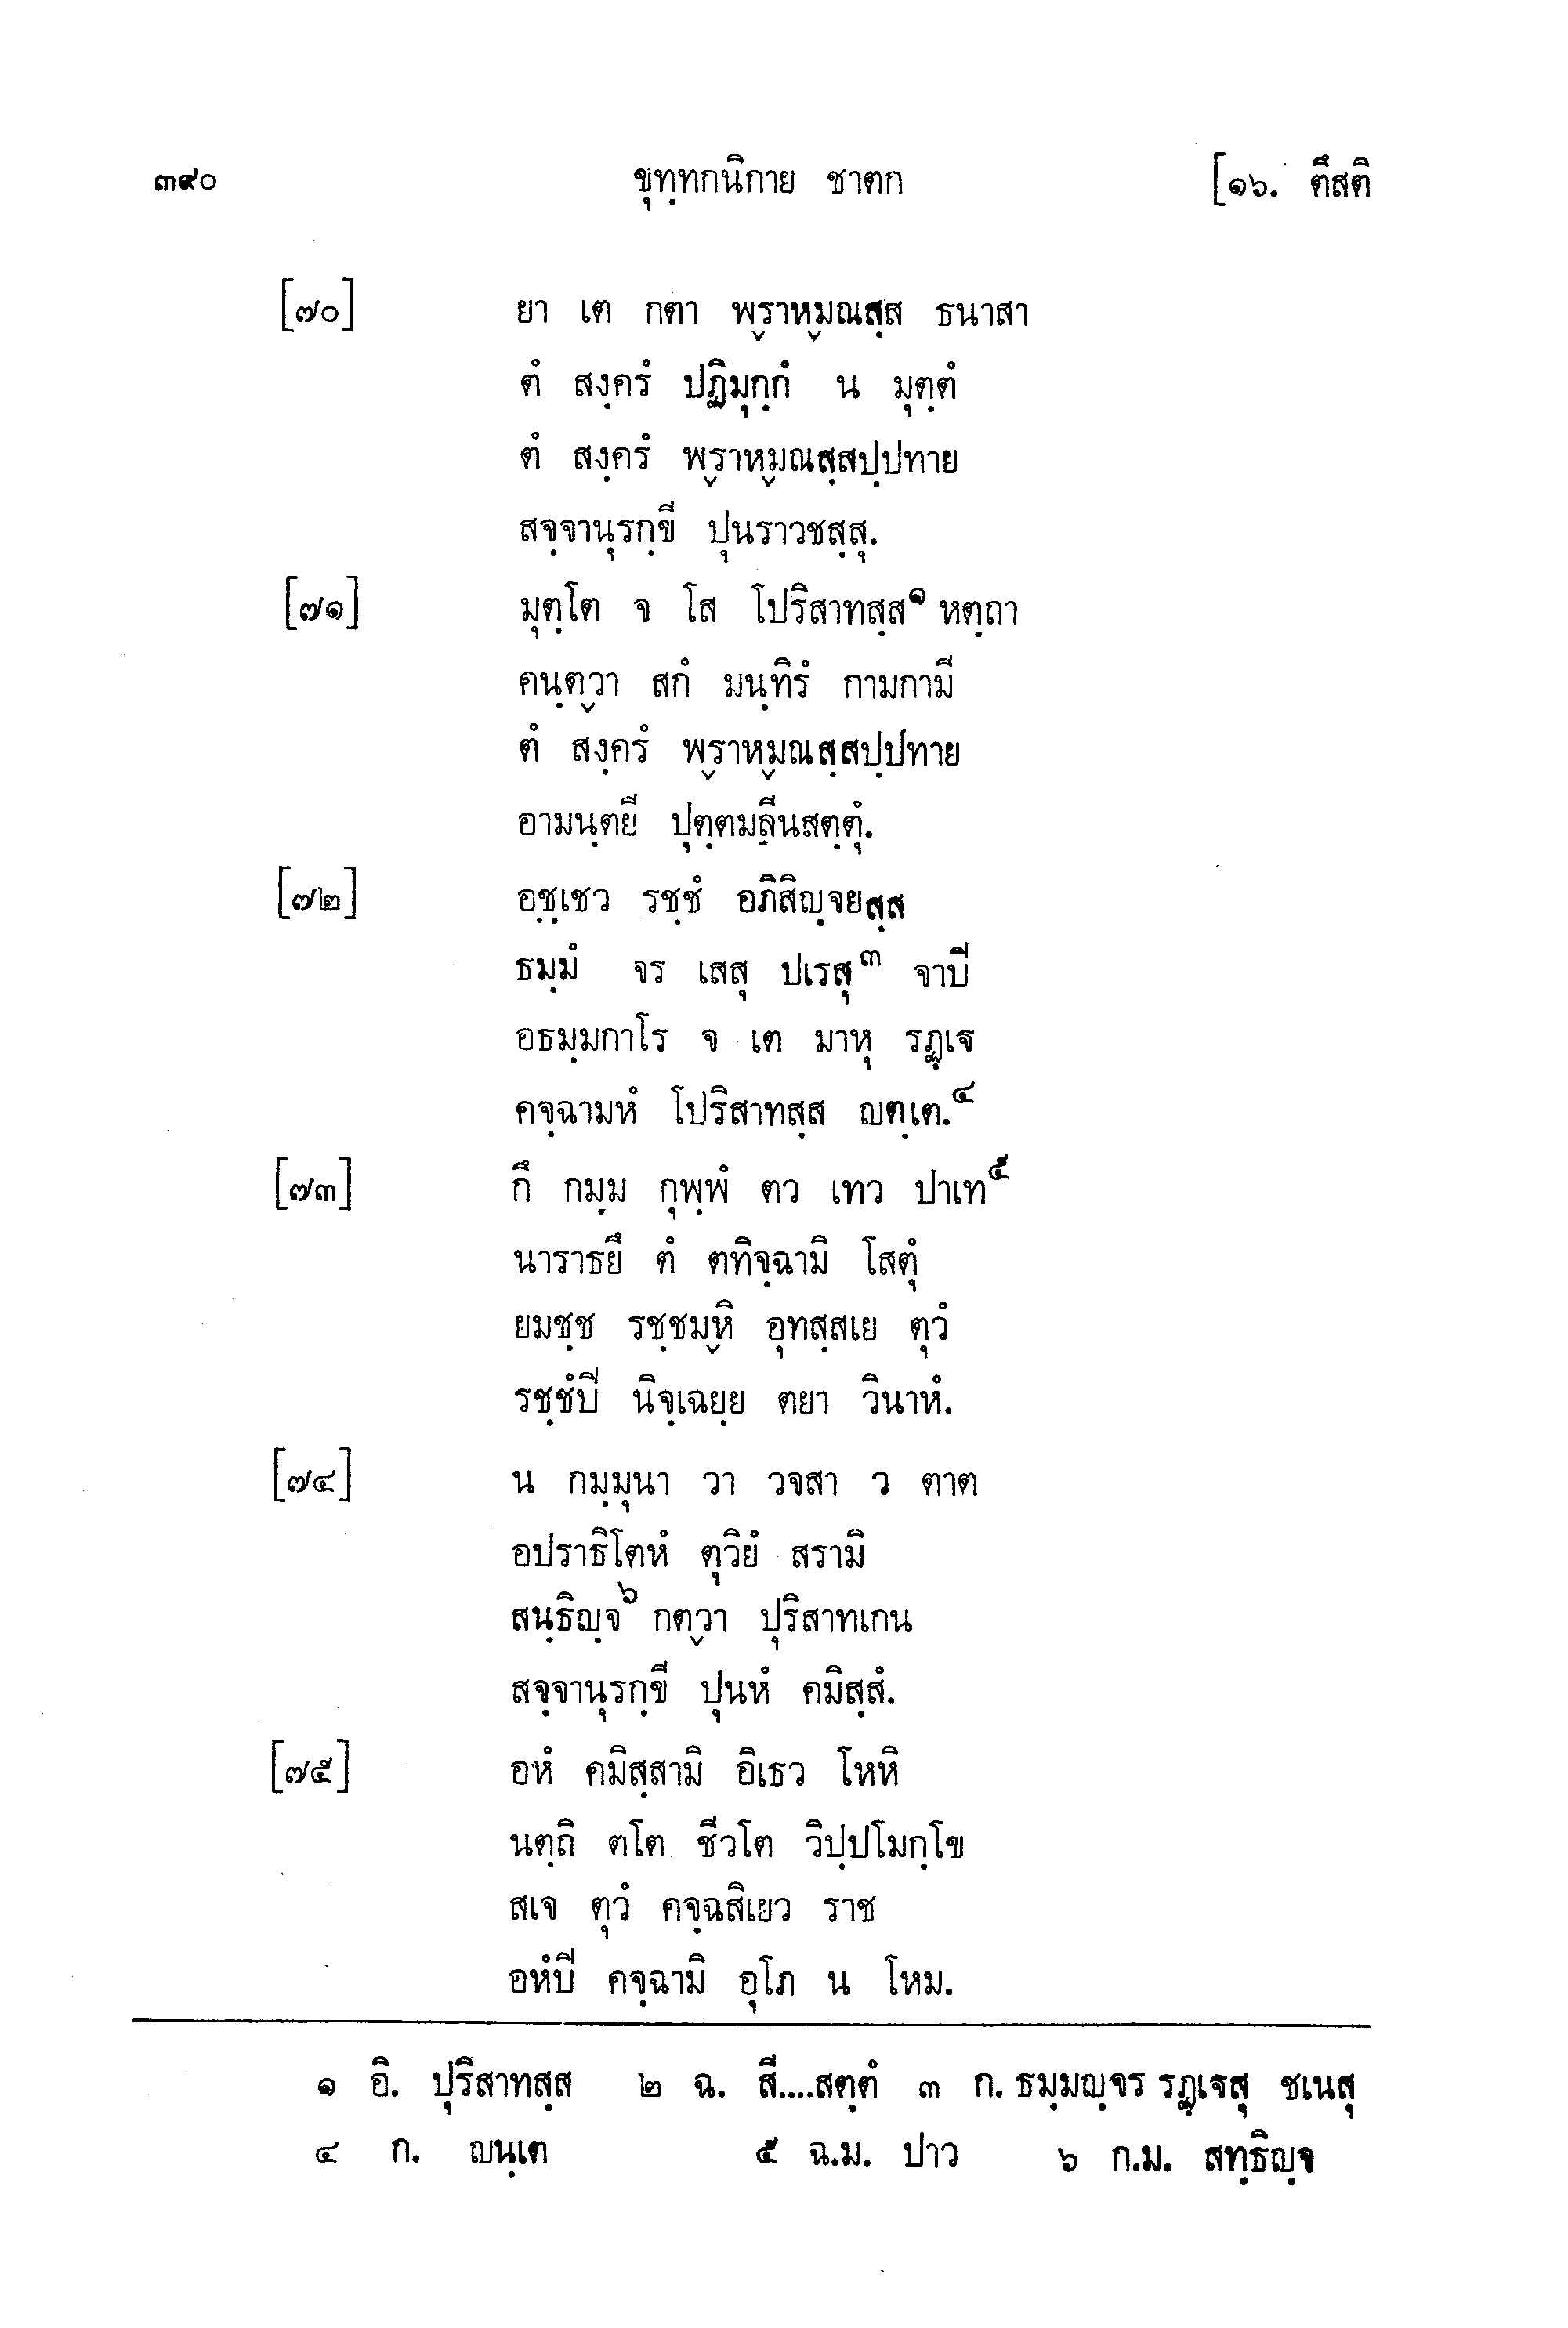 ๓๙๐ ขุทฺทกนิกาย ชาตก [๑๖. ตึสติ
[๗๐] ยา เต กตา พฺราหฺมณสฺส ธนาสา
ตํ สงฺครํ ปฏิมุกฺกํ น มุตฺตํ
ตํ สงฺครํ พฺราหฺมณสฺสปฺปทาย
สจฺจานุรกฺขี ปุนราวชสฺสุ.
[๗๑] มุตฺโต จ โส โปริสาทสฺส๑ หตฺถา
คนฺตฺวา สกํ มนฺทิรํ กามกามี
ตํ สงฺครํ พฺราหฺมณสฺสปฺปทาย
อามนฺตยี ปุตฺตมลีนสตฺตุํ.
[๗๒] อชฺเชว รชฺชํ อภิสิญฺจยสฺส
ธมฺมํ จร เสสุ ปเรสุ๓ จาปี
อธมฺมกาโร จ เต มาหุ รฏฺเฐ
คจฺฉามหํ โปริสาทสฺส ญตฺเต.๔
[๗๓] กึ กมฺม กุพฺพํ ตว เทว ปาเท๕
นาราธยึ ตํ ตทิจฺฉามิ โสตุํ
ยมชฺช รชฺชมฺหิ อุทสฺสเย ตุวํ
รชฺชํปี นิจฺเฉยฺย ตยา วินาหํ.
[๗๔] น กมฺมุนา วา วจสา ว ตาต
อปราธิโตหํ ตุวิยํ สรามิ
สนฺธิญฺจ๖ กตฺวา ปุริสาทเกน
สจฺจานุรกฺขี ปุนหํ คมิสฺสํ.
[๗๕] อหํ คมิสฺสามิ อิเธว โหหิ
นตฺถิ ตโต ชีวโต วิปฺปโมกฺโข
สเจ ตุวํ คจฺฉสิเยว ราช
อหํปี คจฺฉามิ อุโภ น โหม.
๑ อิ. ปุริสาทสฺส ๒ ฉ. สี....สตฺตํ ๓ ก. ธมฺมญฺจร รฏฺเฐสุ ชเนสุ
๔ ก. ญนฺเต ๕ ฉ.ม. ปาว ๖ ก.ม. สทฺธิญฺจ